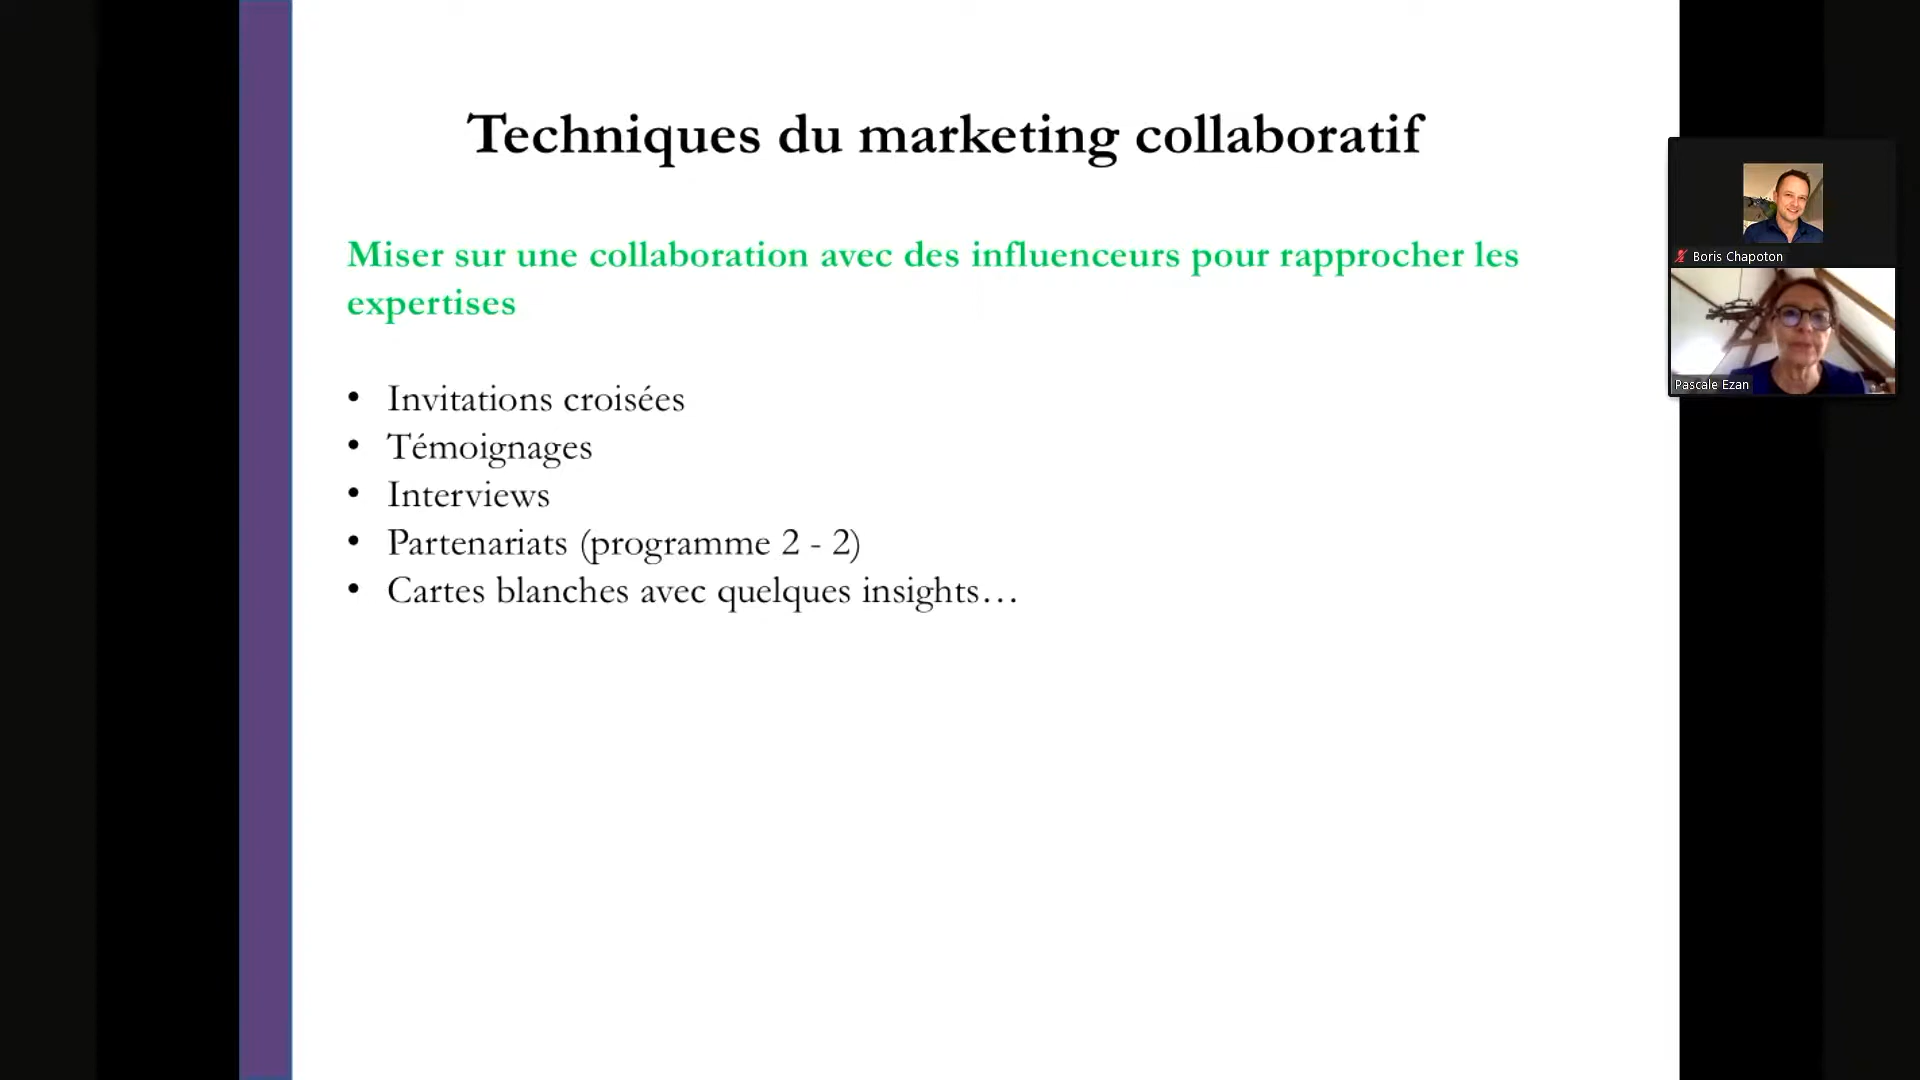 Techniques du marketing collaboratif
Miser sur une collaboration avec des influenceurs pour rapprocher les
expertises
• Invitations croisées
• Témoignages
• Interviews
• Partenariats (programme 2 - 2)
• Cartes blanches avec quelques insights…
Boris Chapoton
Pascale Ezan